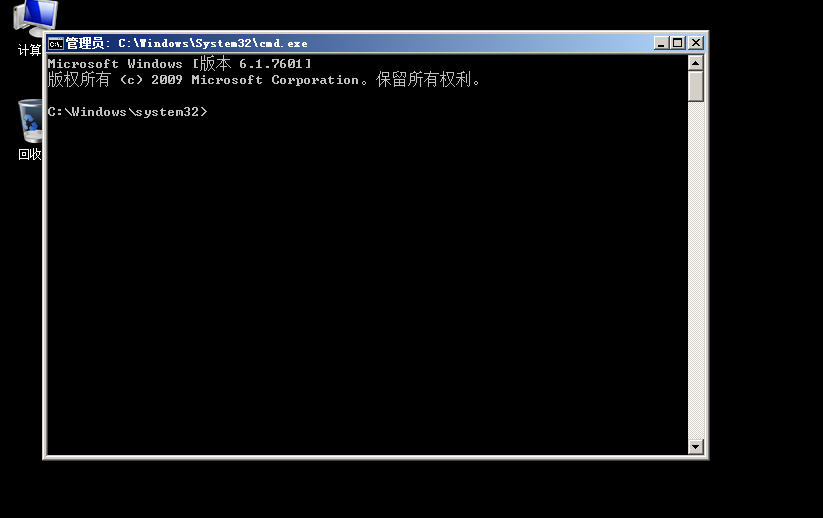 计算
管理员: C:\Windows\System32\cmd.exe
Microsoft Windows [版本 6.1.7601]
版权所有 (c) 2009 Microsoft Corporation。保留所有权利。
C:\Windows\system32>
回收